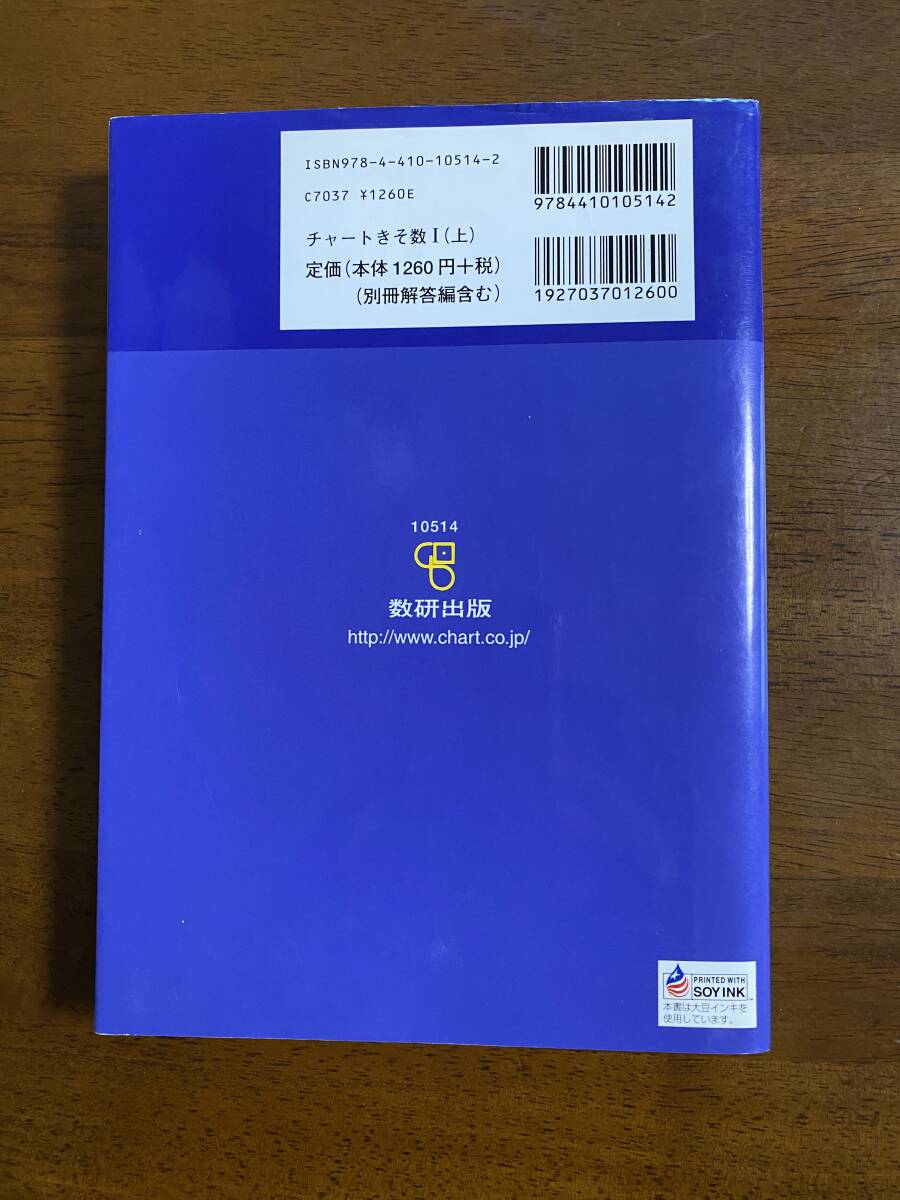 ISBN978-4-410-10514-2
C7037 ¥1260E
チャートきそ数I(上)
定価(本体1260円+税)
(別冊解答編含む)
9784410105142
1927037012600
10514
数研出版
http://www.chart.co.jp/
PRINTED WITH
SOY INK
本書は大豆インキを
使用しています。